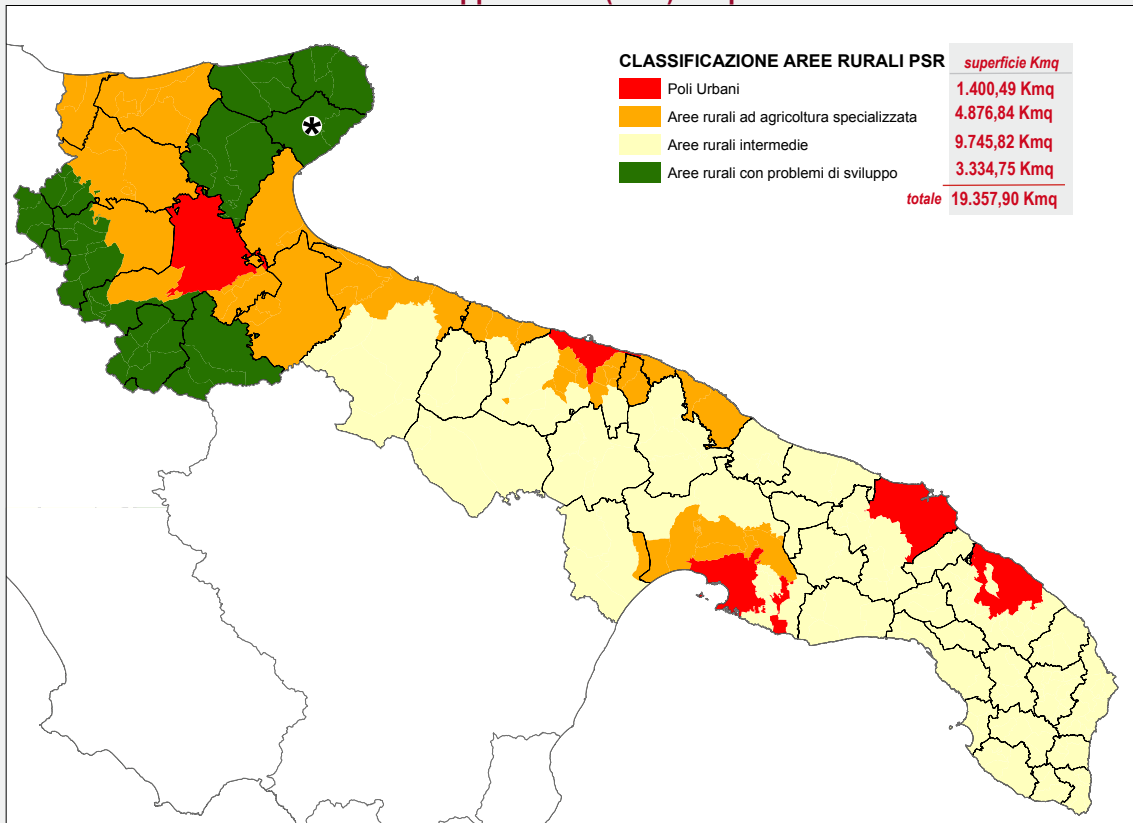 CLASSIFICAZIONE AREE RURALI PSR superficie Kmq
Poli Urbani 1.400,49 Kmq
Aree rurali ad agricoltura specializzata 4.876,84 Kmq
Aree rurali intermedie 9.745,82 Kmq
Aree rurali con problemi di sviluppo 3.334,75 Kmq
totale 19.357,90 Kmq
*